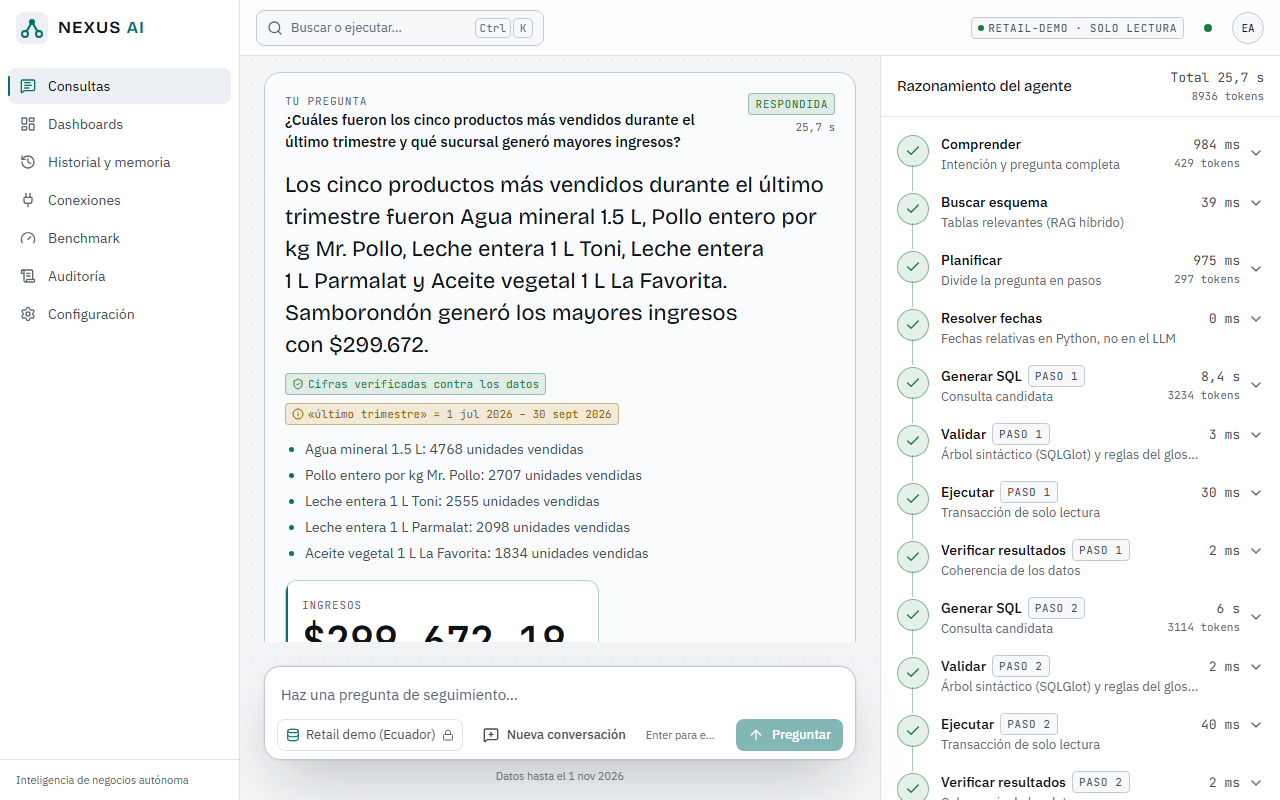 NEXUS AI
Buscar o ejecutar...
Ctrl K
RETAIL-DEMO · SOLO LECTURA
EA
Consultas
Dashboards
Historial y memoria
Conexiones
Benchmark
Auditoría
Configuración
Inteligencia de negocios autónoma
TU PREGUNTA
¿Cuáles fueron los cinco productos más vendidos durante el
último trimestre y qué sucursal generó mayores ingresos?
RESPONDIDA
25,7 s
Los cinco productos más vendidos durante el último
trimestre fueron Agua mineral 1.5 L, Pollo entero por
kg Mr. Pollo, Leche entera 1 L Toni, Leche entera
1 L Parmalat y Aceite vegetal 1 L La Favorita.
Samborondón generó los mayores ingresos
con $299.672.
Cifras verificadas contra los datos
«último trimestre» = 1 jul 2026 – 30 sept 2026
Agua mineral 1.5 L: 4768 unidades vendidas
Pollo entero por kg Mr. Pollo: 2707 unidades vendidas
Leche entera 1 L Toni: 2555 unidades vendidas
Leche entera 1 L Parmalat: 2098 unidades vendidas
Aceite vegetal 1 L La Favorita: 1834 unidades vendidas
INGRESOS
$299.672,19
Haz una pregunta de seguimiento...
Retail demo (Ecuador)
Nueva conversación
Enter para e...
Preguntar
Datos hasta el 1 nov 2026
Razonamiento del agente
Total 25,7 s
8936 tokens
Comprender
984 ms
Intención y pregunta completa
429 tokens
Buscar esquema
39 ms
Tablas relevantes (RAG híbrido)
Planificar
975 ms
Divide la pregunta en pasos
297 tokens
Resolver fechas
0 ms
Fechas relativas en Python, no en el LLM
Generar SQL PASO 1
8,4 s
Consulta candidata
3234 tokens
Validar PASO 1
3 ms
Árbol sintáctico (SQLGlot) y reglas del glos...
Ejecutar PASO 1
30 ms
Transacción de solo lectura
Verificar resultados PASO 1
2 ms
Coherencia de los datos
Generar SQL PASO 2
6 s
Consulta candidata
3114 tokens
Validar PASO 2
2 ms
Árbol sintáctico (SQLGlot) y reglas del glos...
Ejecutar PASO 2
40 ms
Transacción de solo lectura
Verificar resultados PASO 2
2 ms